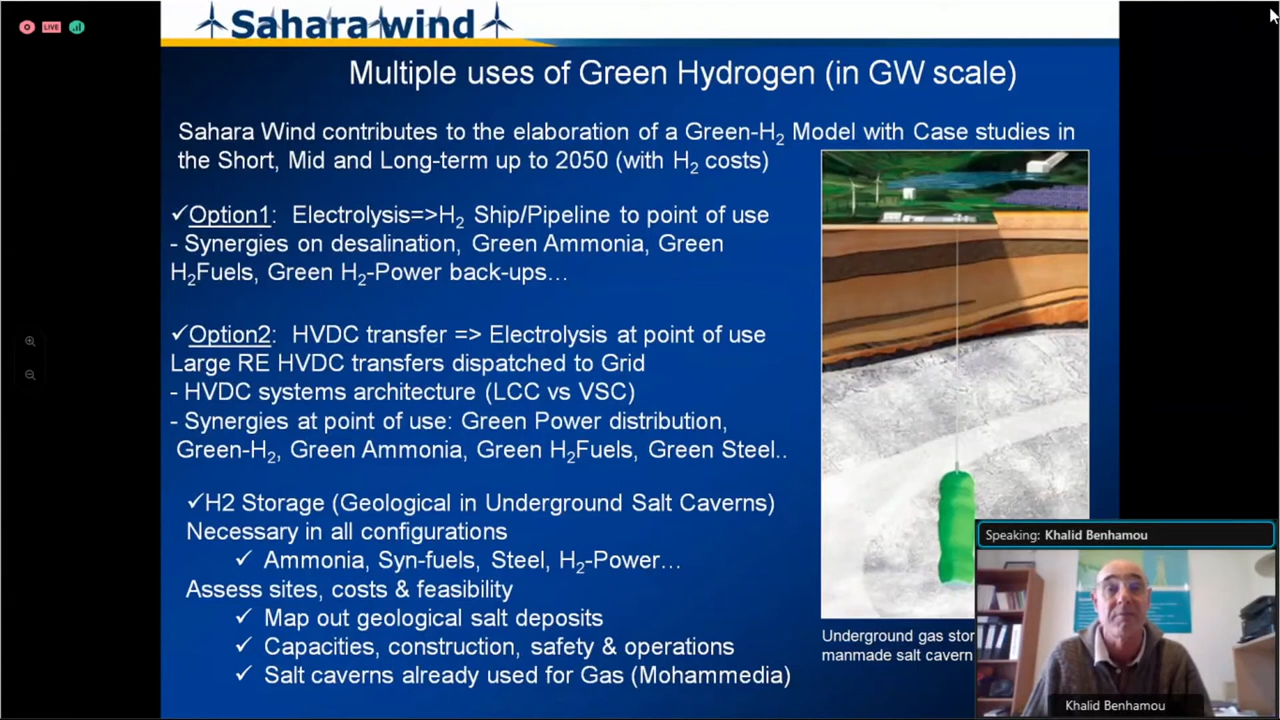 LIVE
Sahara wind
Multiple uses of Green Hydrogen (in GW scale)
Sahara Wind contributes to the elaboration of a Green-H2 Model with Case studies in
the Short, Mid and Long-term up to 2050 (with H2 costs)
✓Option1: Electrolysis=>H2 Ship/Pipeline to point of use
- Synergies on desalination, Green Ammonia, Green
H2Fuels, Green H2-Power back-ups…
✓Option2: HVDC transfer => Electrolysis at point of use
Large RE HVDC transfers dispatched to Grid
- HVDC systems architecture (LCC vs VSC)
- Synergies at point of use: Green Power distribution,
Green-H2, Green Ammonia, Green H2Fuels, Green Steel..
✓H2 Storage (Geological in Underground Salt Caverns)
Necessary in all configurations
✓ Ammonia, Syn-fuels, Steel, H2-Power…
Assess sites, costs & feasibility
✓ Map out geological salt deposits
✓ Capacities, construction, safety & operations
✓ Salt caverns already used for Gas (Mohammedia)
Underground gas stor
manmade salt cavern
Speaking: Khalid Benhamou
Khalid Benhamou